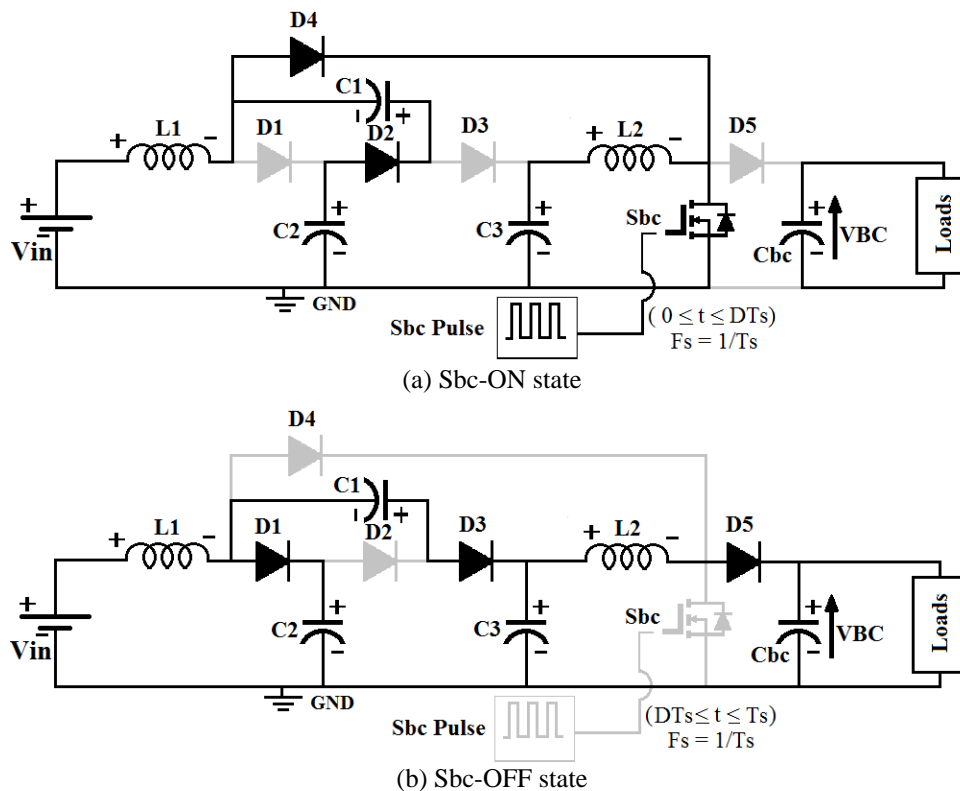 D4
C1
+ L1 - D1 - + D2 D3 + L2 - D5
+
Vin
-
C2 + -
C3 + -
Sbc
Cbc + -
VBC
Loads
GND
Sbc Pulse
( 0 ≤ t ≤ DTs)
Fs = 1/Ts
(a) Sbc-ON state
D4
C1
+ L1 - D1 - + D2 D3 + L2 - D5
+
Vin
-
C2 + -
C3 + -
Sbc
Cbc + -
VBC
Loads
GND
Sbc Pulse
(DTs≤ t ≤ Ts)
Fs = 1/Ts
(b) Sbc-OFF state